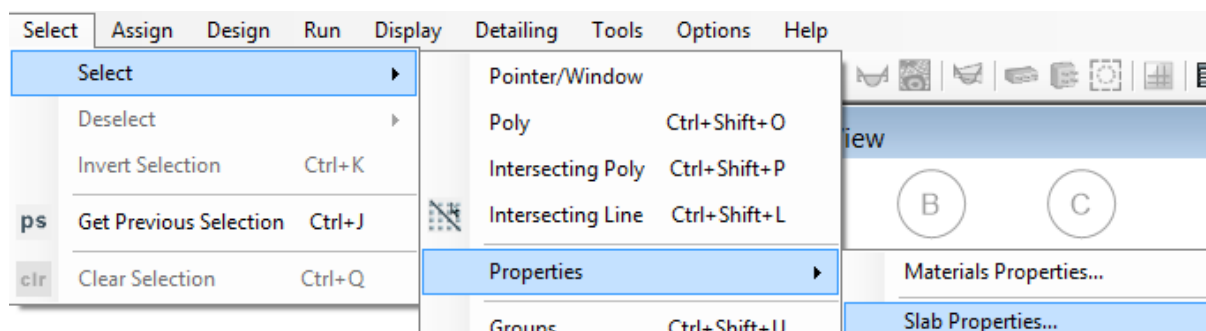 Select Assign Design Run Display Detailing Tools Options Help
Select
Deselect
Invert Selection Ctrl+K
ps Get Previous Selection Ctrl+J
clr Clear Selection Ctrl+Q
Pointer/Window
Poly Ctrl+Shift+O
Intersecting Poly Ctrl+Shift+P
Intersecting Line Ctrl+Shift+L
Properties
Groups Ctrl+Shift+U
iew
B C
Materials Properties...
Slab Properties...